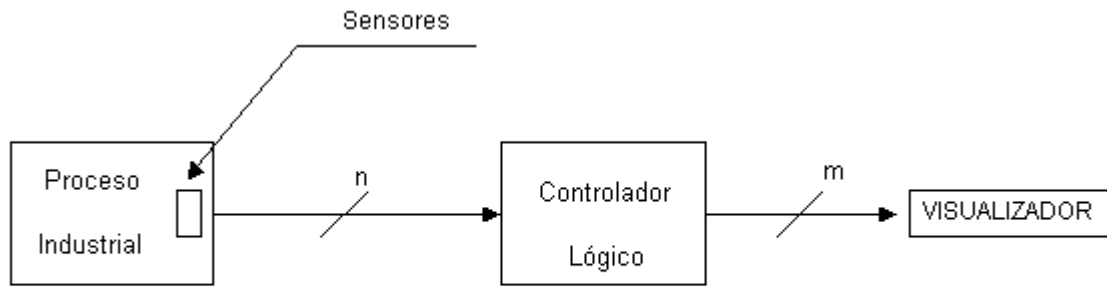 Sensores
Proceso
Industrial
n
Controlador
Lógico
m
VISUALIZADOR